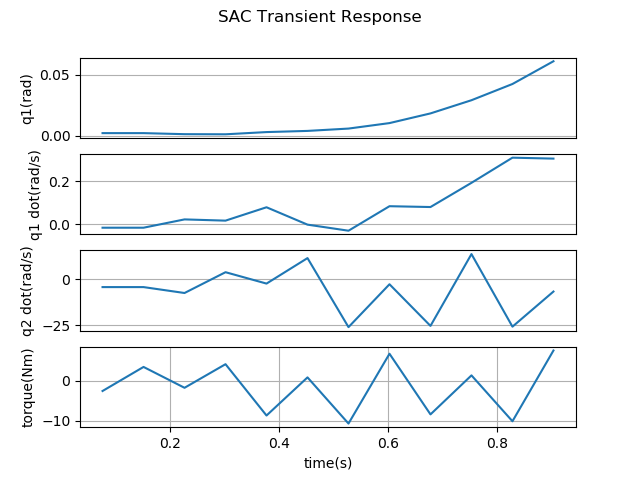 SAC Transient Response
q1(rad)
0.05
0.00
q1 dot(rad/s)
0.2
0.0
q2 dot(rad/s)
0
−25
torque(Nm)
0
−10
0.2 0.4 0.6 0.8
time(s)